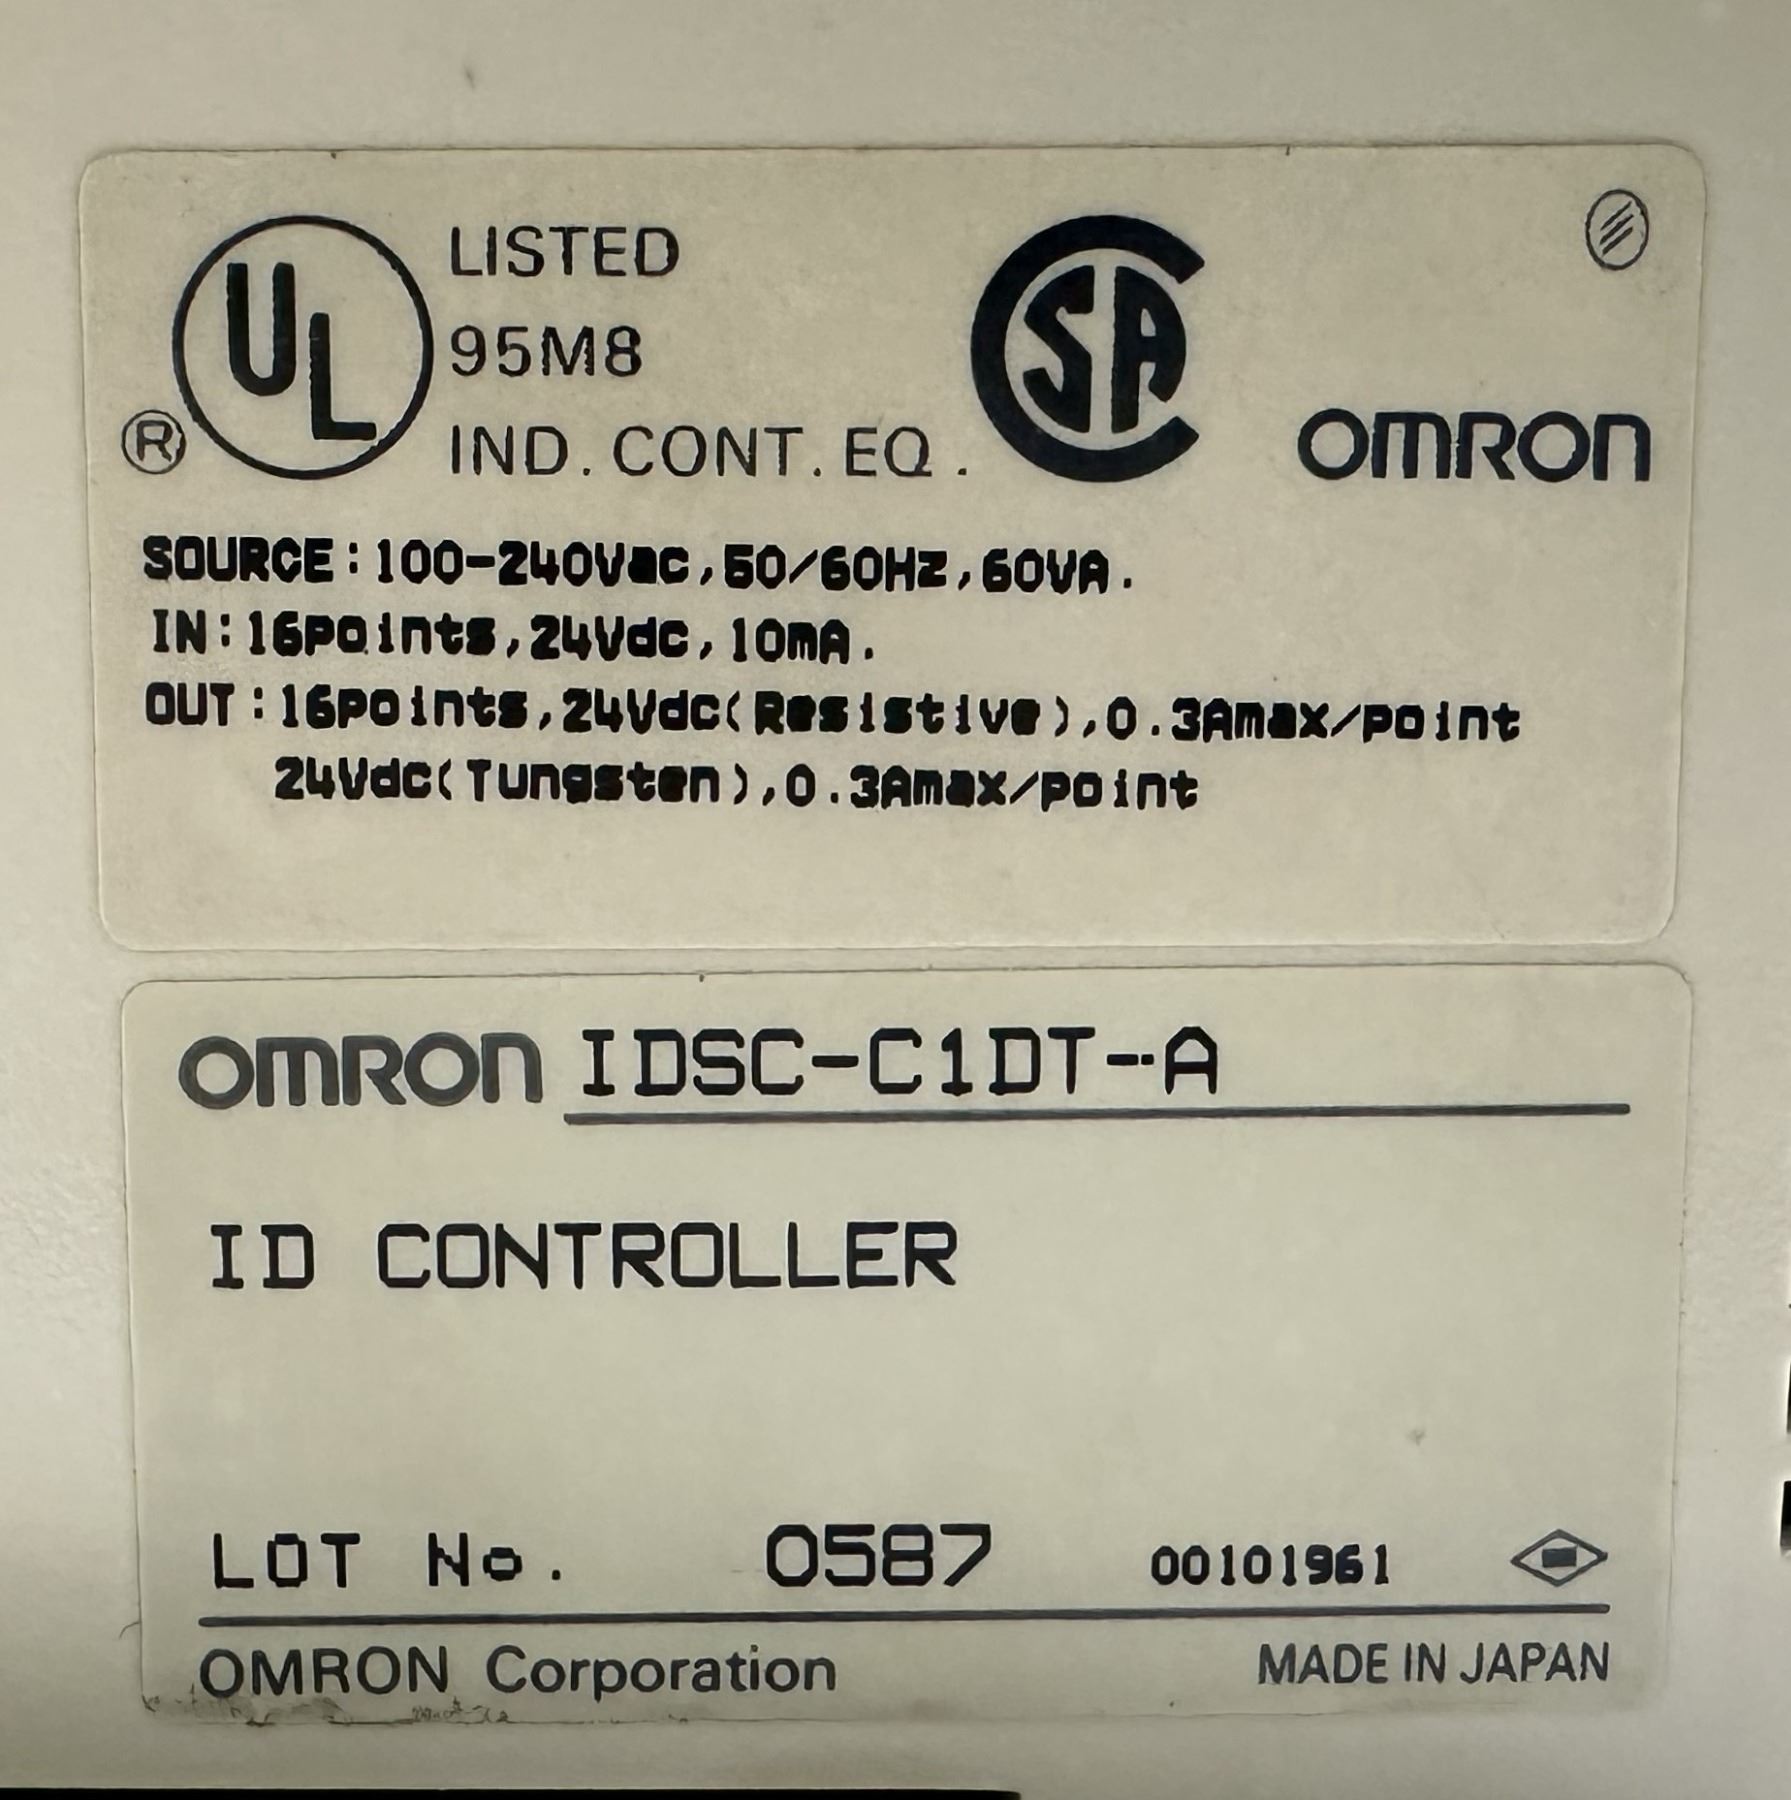 UL LISTED
95M8
® IND. CONT. EQ.
CSA
OMRON
SOURCE:100-240Vac,50/60Hz,60VA.
IN:16points,24Vdc,10mA.
OUT:16points,24Vdc(Resistive),0.3Amax/point
24Vdc(Tungsten),0.3Amax/point
OMRON IDSC-C1DT-A
ID CONTROLLER
LOT No. 0587 00101961
OMRON Corporation MADE IN JAPAN